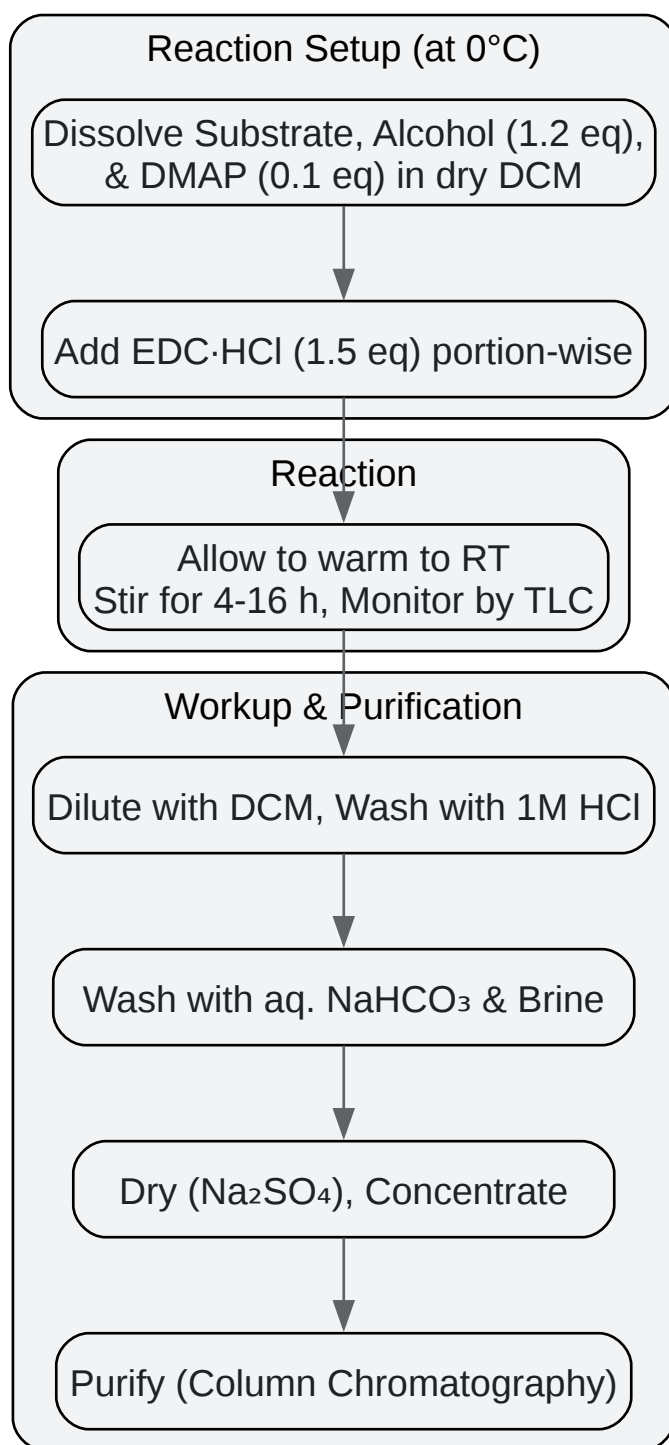 Reaction Setup (at 0°C)
Dissolve Substrate, Alcohol (1.2 eq),
& DMAP (0.1 eq) in dry DCM
Add EDC·HCl (1.5 eq) portion-wise
Reaction
Allow to warm to RT
Stir for 4-16 h, Monitor by TLC
Workup & Purification
Dilute with DCM, Wash with 1M HCl
Wash with aq. NaHCO₃ & Brine
Dry (Na₂SO₄), Concentrate
Purify (Column Chromatography)